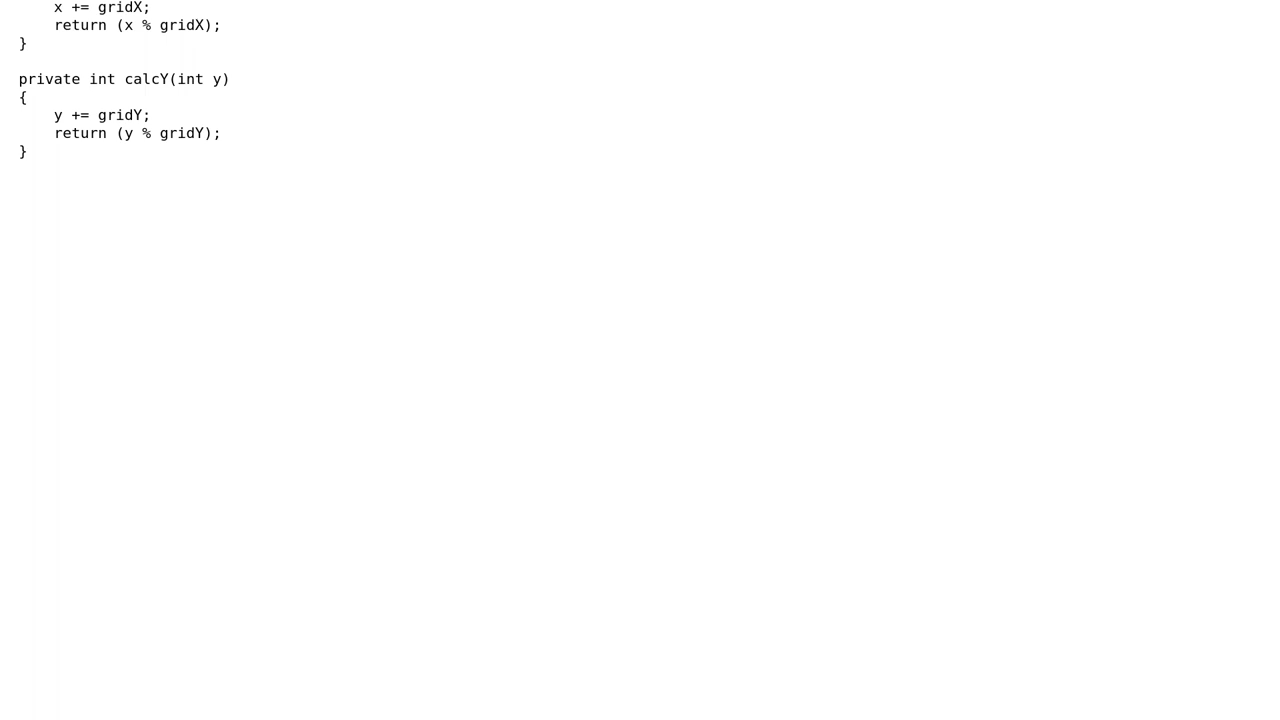 x += gridX;
    return (x % gridX);
}

private int calcY(int y)
{
    y += gridY;
    return (y % gridY);
}